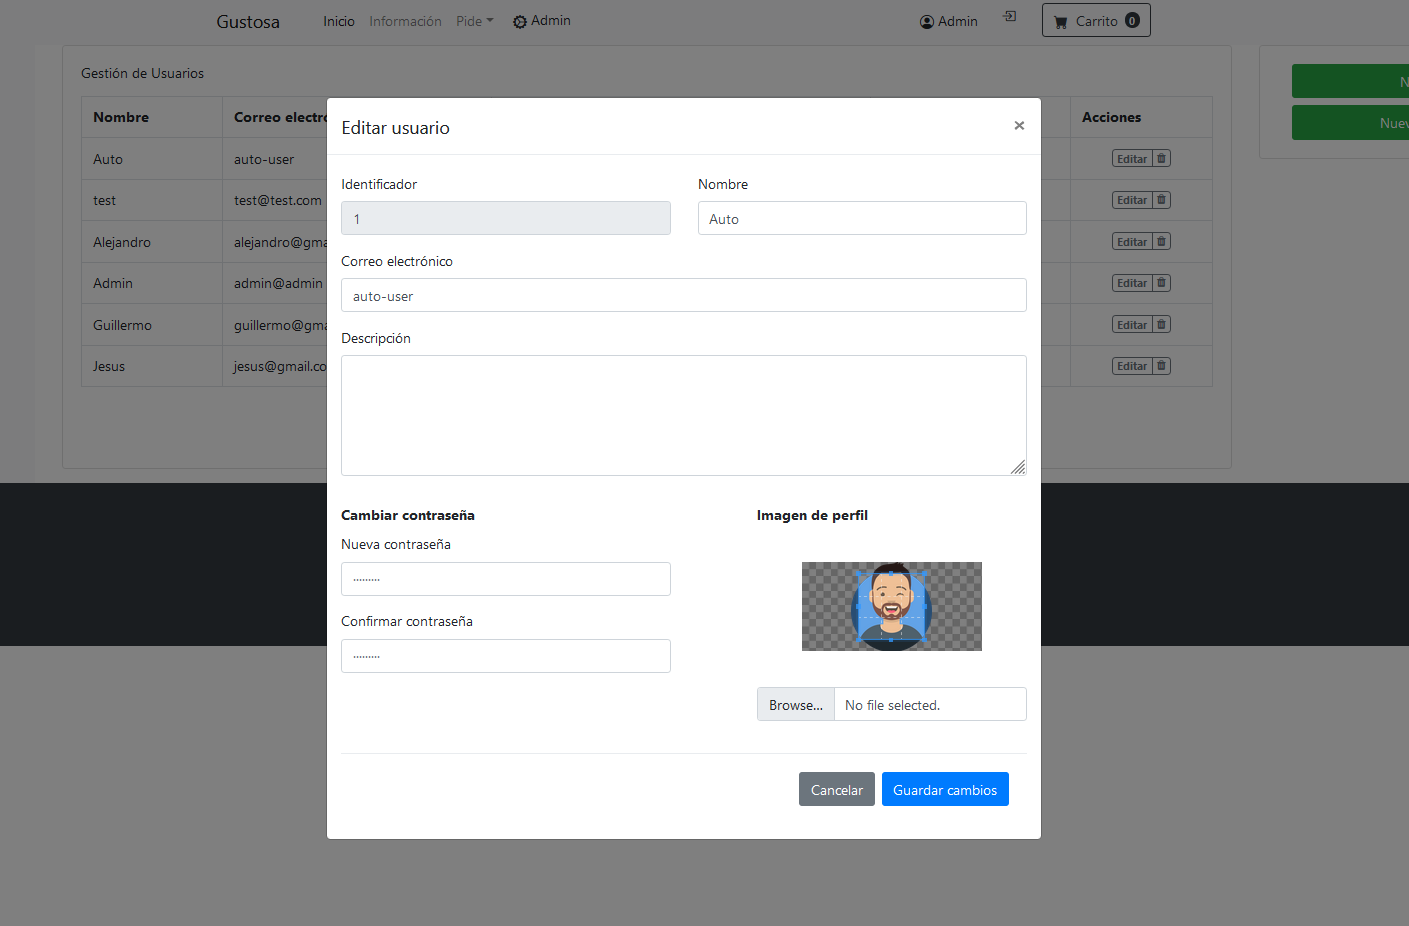 Gustosa Inicio Información Pide Admin Admin Carrito 0
Gestión de Usuarios
Nombre Correo electró Acciones
Auto auto-user Editar
test test@test.com Editar
Alejandro alejandro@gma Editar
Admin admin@admin Editar
Guillermo guillermo@gma Editar
Jesus jesus@gmail.co Editar
N
Nuev
Editar usuario ×
Identificador Nombre
1 Auto
Correo electrónico
auto-user
Descripción
Cambiar contraseña Imagen de perfil
Nueva contraseña
·········
Confirmar contraseña
·········
Browse... No file selected.
Cancelar Guardar cambios